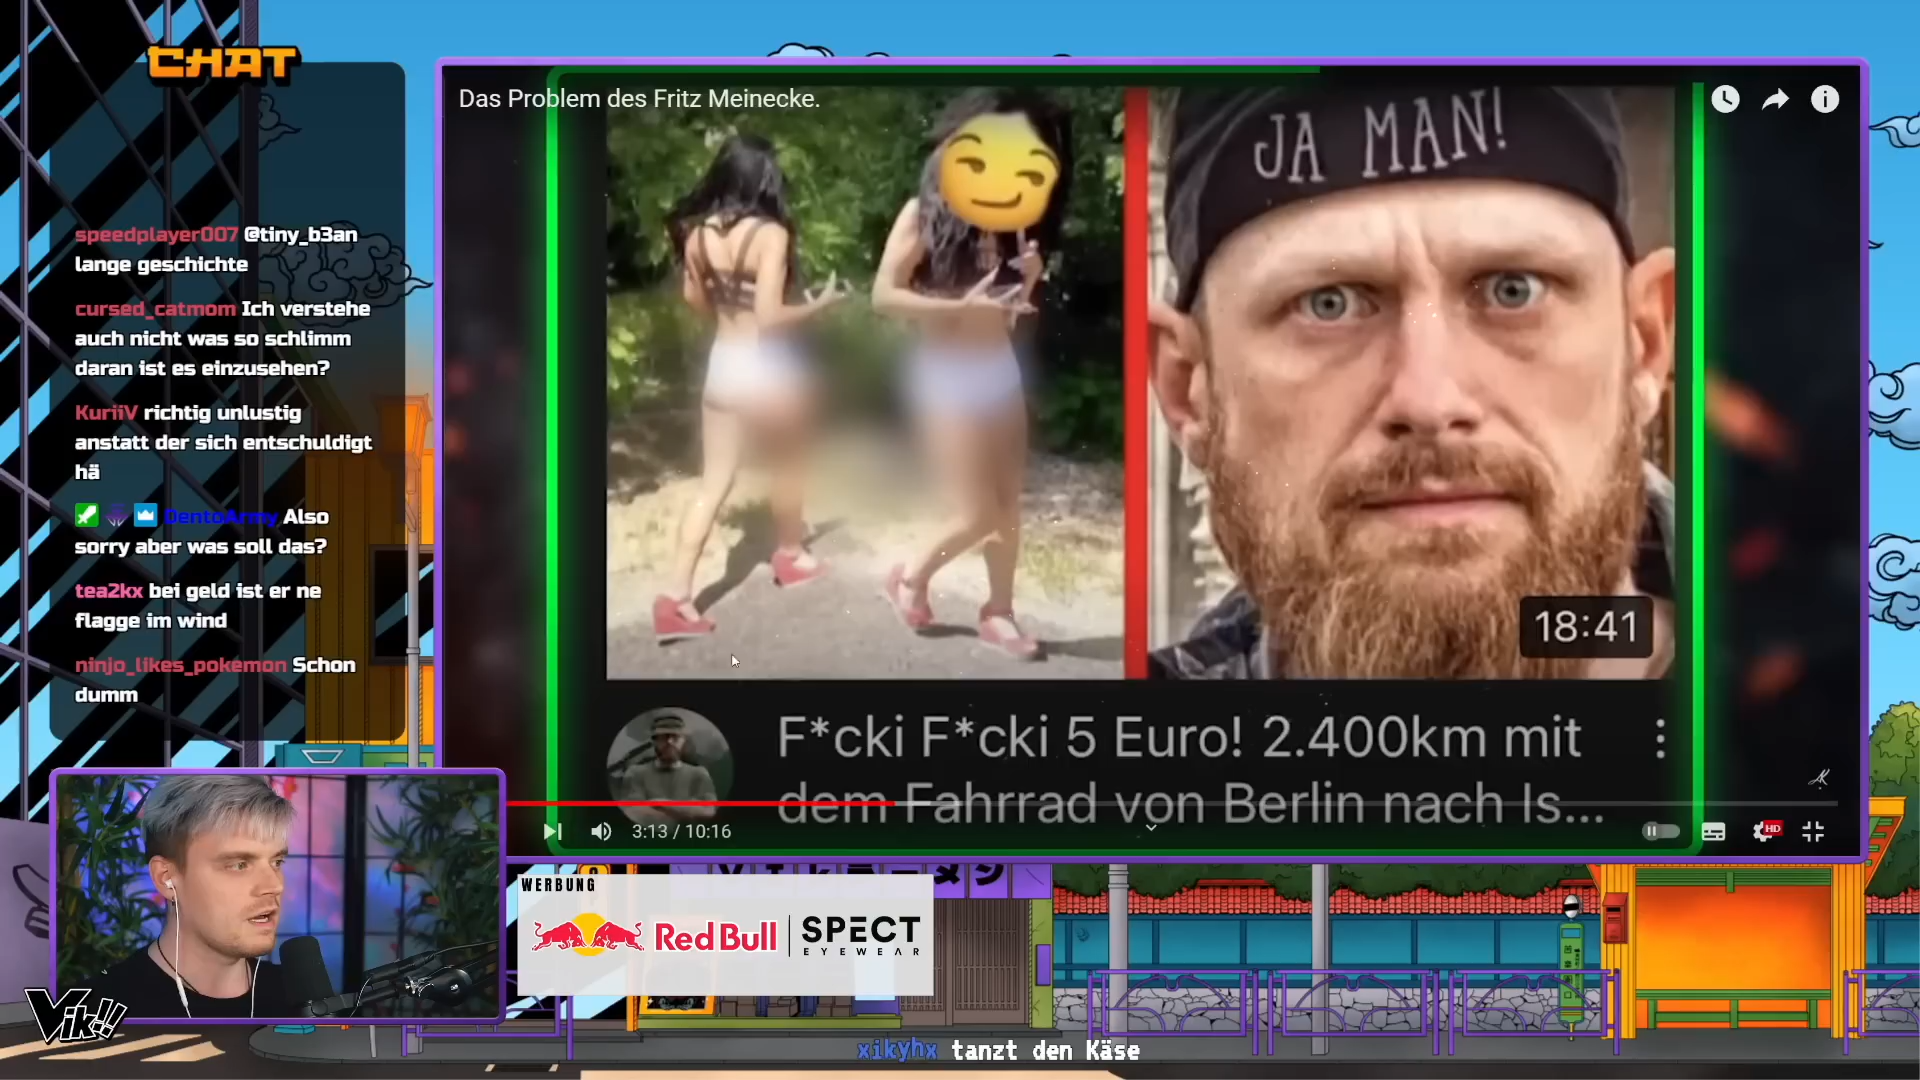 CHAT
speedplayer007 @tiny_b3an
lange geschichte
cursed_catmom Ich verstehe
auch nicht was so schlimm
daran ist es einzusehen?
KuriiV richtig unlustig
anstatt der sich entschuldigt
hä
DentoArmy Also
sorry aber was soll das?
tea2kx bei geld ist er ne
flagge im wind
ninjo_likes_pokemon Schon
dumm
Das Problem des Fritz Meinecke.
JA MAN!
18:41
F*cki F*cki 5 Euro! 2.400km mit
dem Fahrrad von Berlin nach Is...
3:13 / 10:16
HD
Vik!!
WERBUNG
Red Bull
SPECT
EYEWEAR
xikyhx tanzt den Käse